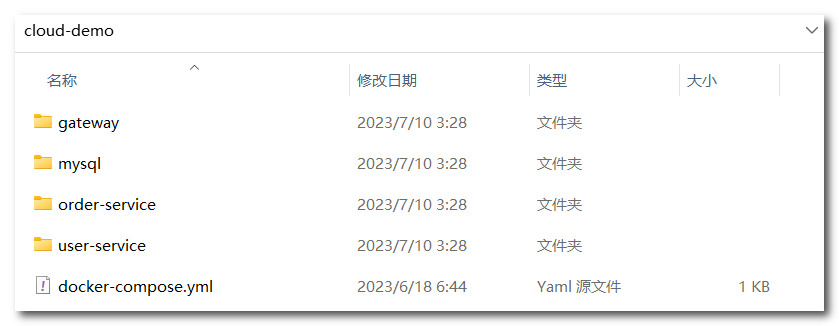 cloud-demo
名称 修改日期 类型 大小
gateway 2023/7/10 3:28 文件夹
mysql 2023/7/10 3:28 文件夹
order-service 2023/7/10 3:28 文件夹
user-service 2023/7/10 3:28 文件夹
docker-compose.yml 2023/6/18 6:44 Yaml 源文件 1 KB